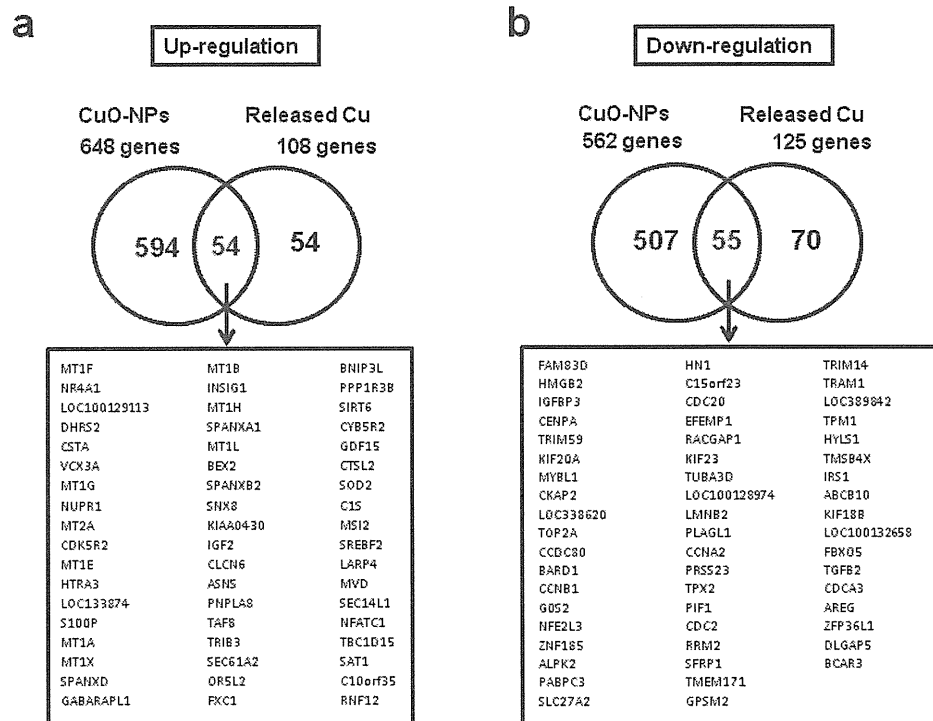 a
Up-regulation
CuO-NPs
648 genes
Released Cu
108 genes
594
54
54
MT1F
NR4A1
LOC100129113
DHRS2
CSTA
VCX3A
MT1G
NUPR1
MT2A
CDK5R2
MT1E
HTRA3
LOC133874
S100P
MT1A
MT1X
SPANXD
GABARAPL1
MT1B
INSIG1
MT1H
SPANXA1
MT1L
BEX2
SPANXB2
SNX8
KIAA0430
IGF2
CLCN6
ASNS
PNPLA8
TAF8
TRIB3
SEC61A2
OR5L2
FXC1
BNIP3L
PPP1R3B
SIRT6
CYB5R2
GDF15
CTSL2
SOD2
C1S
MSI2
SREBF2
LARP4
MVD
SEC14L1
NFATC1
TBC1D15
SAT1
C10orf35
RNF12
b
Down-regulation
CuO-NPs
562 genes
Released Cu
125 genes
507
55
70
FAM83D
HMGB2
IGFBP3
CENPA
TRIM59
KIF20A
MYBL1
CKAP2
LOC338620
TOP2A
CCDC80
BARD1
CCNB1
G0S2
NFE2L3
ZNF185
ALPK2
PABPC3
SLC27A2
HN1
C15orf23
CDC20
EFEMP1
RACGAP1
KIF23
TUBA3D
LOC100128974
LMNB2
PLAGL1
CCNA2
PRSS23
TPX2
PIF1
CDC2
RRM2
SFRP1
TMEM171
GPSM2
TRIM14
TRAM1
LOC389842
TPM1
HYLS1
TMSB4X
IRS1
ABCB10
KIF18B
LOC100132658
FBXO5
TGFB2
CDCA3
AREG
ZFP36L1
DLGAP5
BCAR3